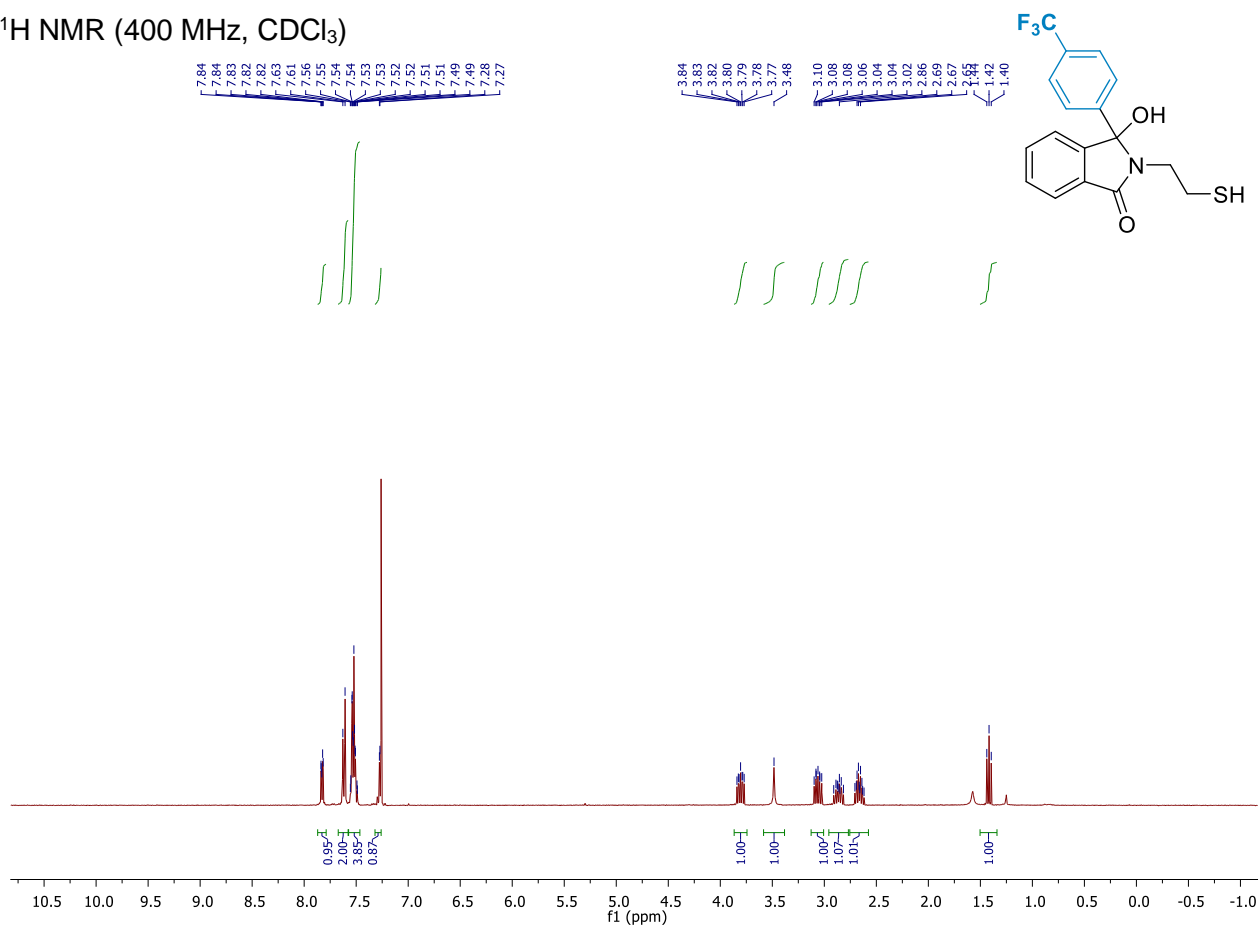 ¹H NMR (400 MHz, CDCl₃)
F₃C
7.84 7.84 7.83 7.82 7.82 7.63 7.61 7.56 7.55 7.54 7.54 7.53 7.53 7.52 7.52 7.51 7.51 7.49 7.49 7.28 7.27
3.84 3.83 3.82 3.80 3.79 3.78 3.77 3.48
3.10 3.08 3.08 3.06 3.04 3.04 3.02 2.86 2.69 2.67 2.65 1.44 1.42 1.40
OH
N
SH
O
0.95 2.00 3.85 0.87 1.00 1.00 1.00 1.07 1.01 1.00
10.5 10.0 9.5 9.0 8.5 8.0 7.5 7.0 6.5 6.0 5.5 5.0 4.5 4.0 3.5 3.0 2.5 2.0 1.5 1.0 0.5 0.0 -0.5 -1.0
f1 (ppm)